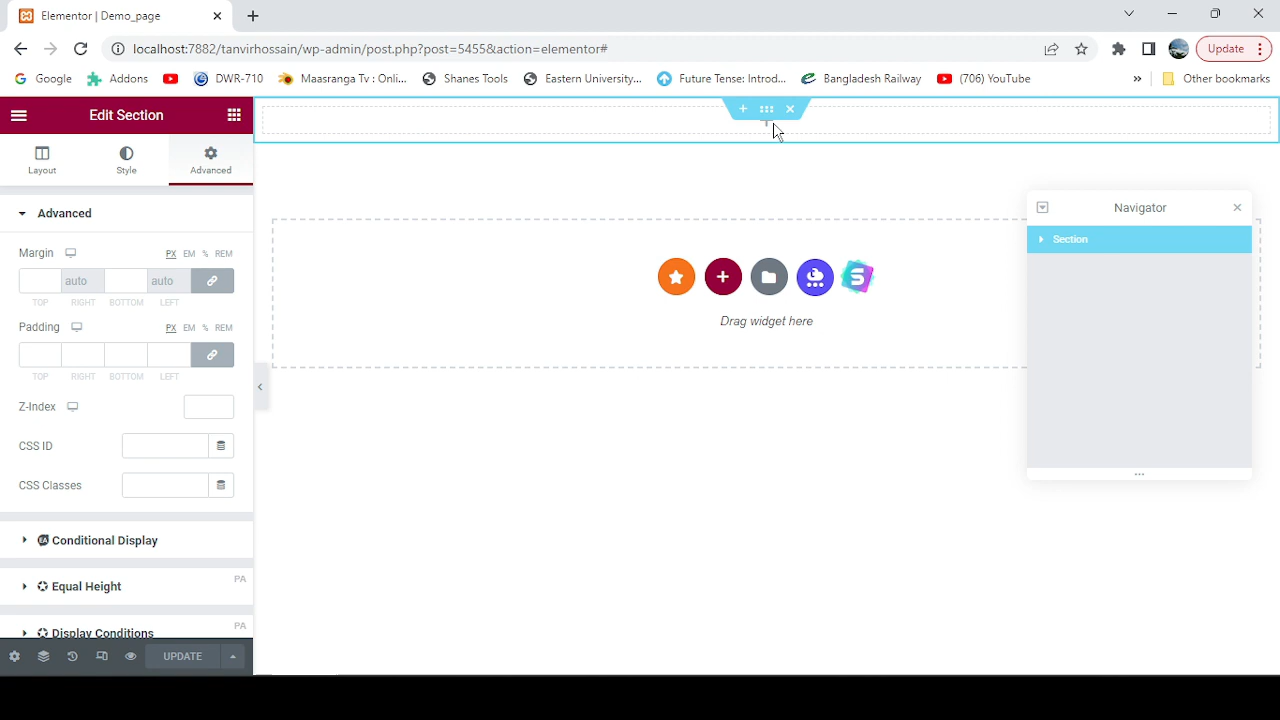 Elementor | Demo_page
localhost:7882/tanvirhossain/wp-admin/post.php?post=5455&action=elementor#
Update
Google Addons DWR-710 Maasranga Tv : Onli... Shanes Tools Eastern University,... Future Tense: Introd... Bangladesh Railway (706) YouTube » Other bookmarks
Edit Section
Layout Style Advanced
Advanced
Margin PX EM % REM
auto auto
TOP RIGHT BOTTOM LEFT
Padding PX EM % REM
TOP RIGHT BOTTOM LEFT
Z-Index
CSS ID
CSS Classes
Conditional Display
Equal Height PA
Display Conditions PA
UPDATE
Drag widget here
Navigator
Section